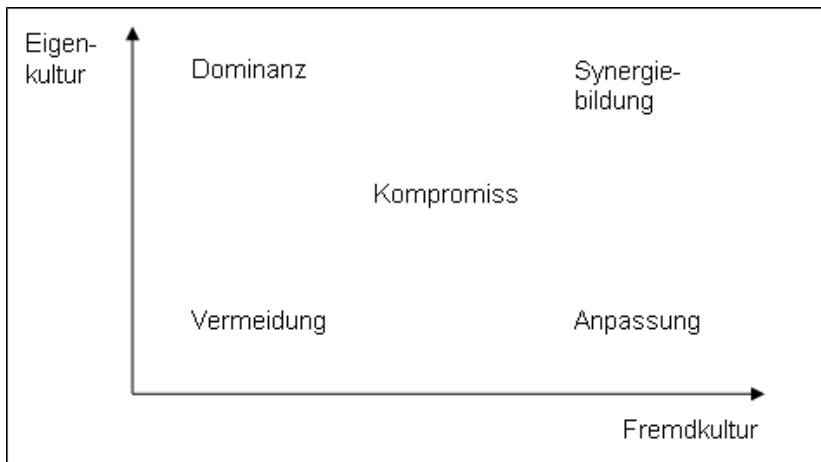 Eigen-
kultur
Dominanz
Synergie-
bildung
Kompromiss
Vermeidung
Anpassung
Fremdkultur